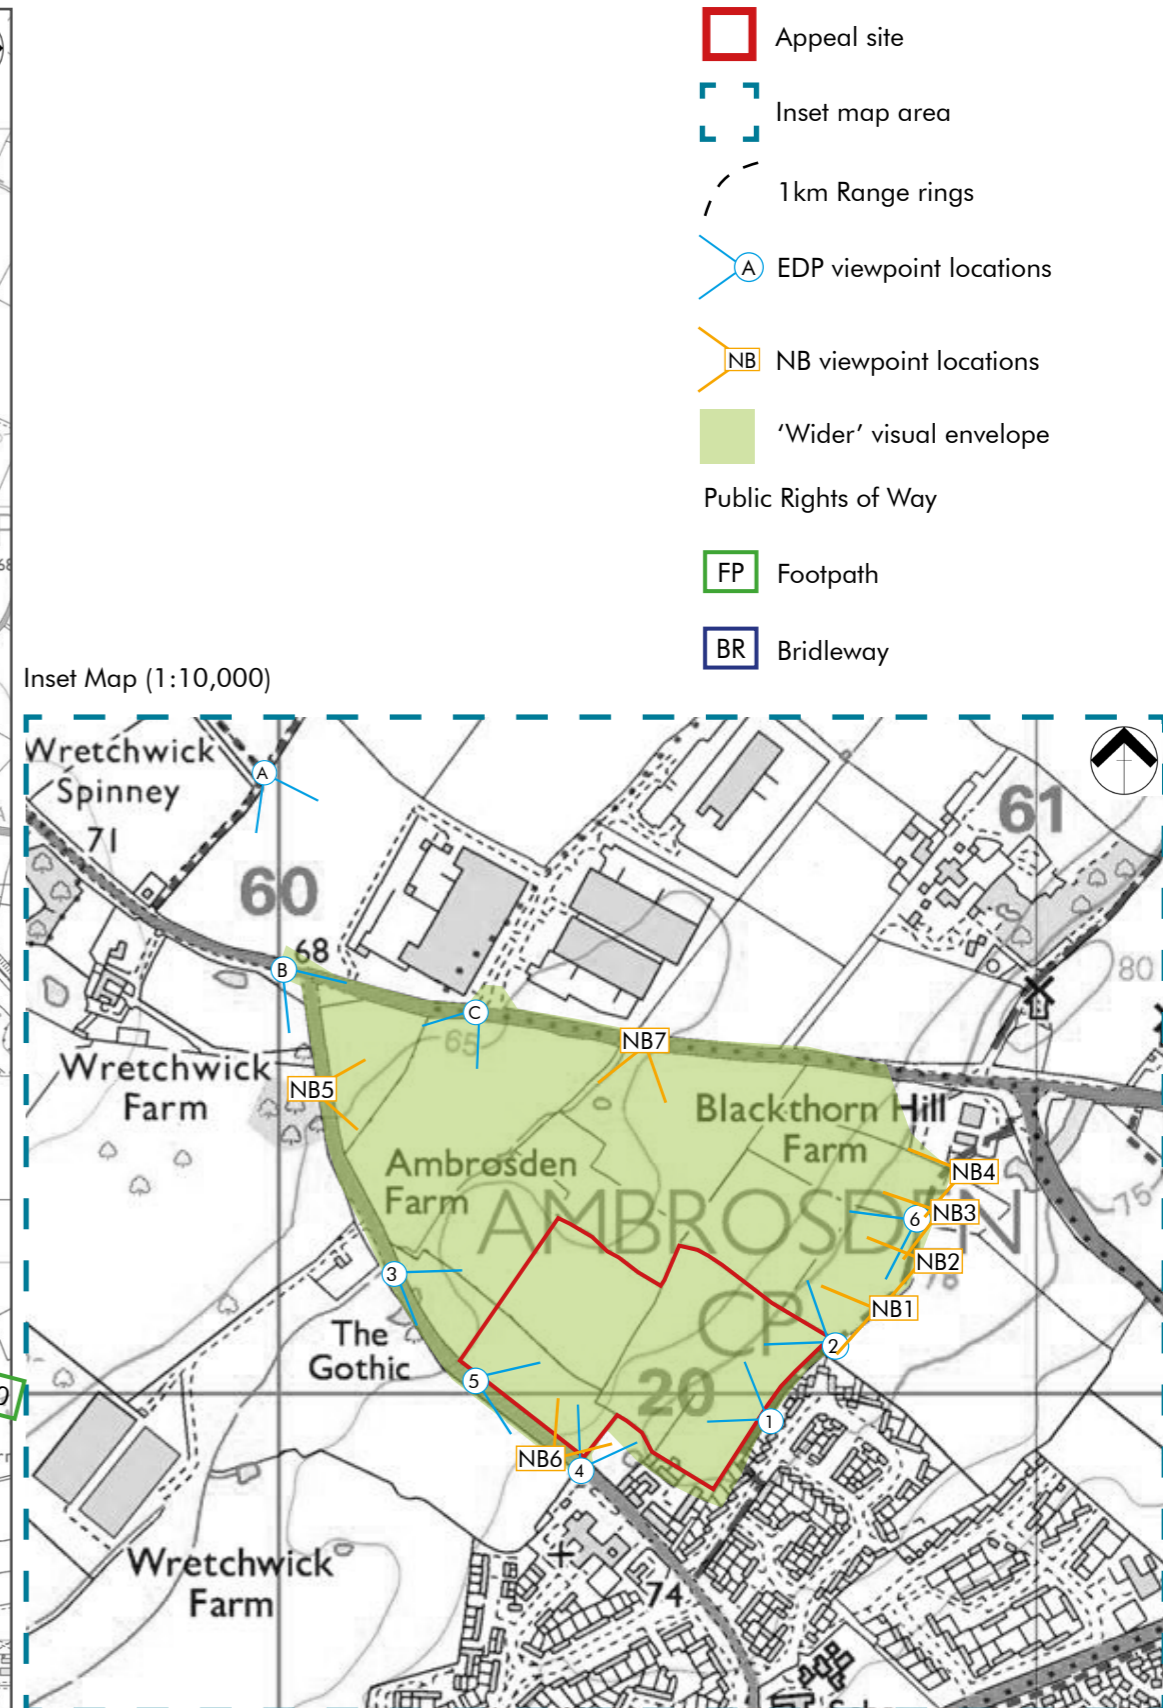 Appeal site
Inset map area
1km Range rings
A EDP viewpoint locations
NB NB viewpoint locations
‘Wider’ visual envelope
Public Rights of Way
FP Footpath
BR Bridleway
Inset Map (1:10,000)
Wretchwick
Spinney
A
71
60
61
68
B
C
65
80
NB7
Wretchwick
Farm
NB5
Blackthorn Hill
Farm
Ambrosden
Farm
NB4
AMBROSDEN
6
NB3
NB2
78
75
3
NB1
CP
The
Gothic
2
5
20
1
NB6
4
Wretchwick
Farm
74